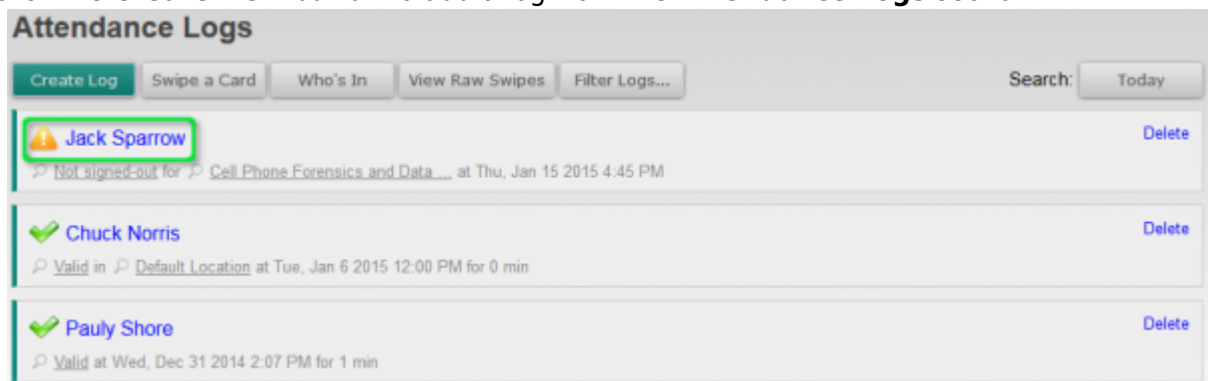 Attendance Logs
Create Log Swipe a Card Who's In View Raw Swipes Filter Logs... Search: Today
Jack Sparrow Delete
Not signed-out for Cell Phone Forensics and Data ... at Thu, Jan 15 2015 4:45 PM
Chuck Norris Delete
Valid in Default Location at Tue, Jan 6 2015 12:00 PM for 0 min
Pauly Shore Delete
Valid at Wed, Dec 31 2014 2:07 PM for 1 min